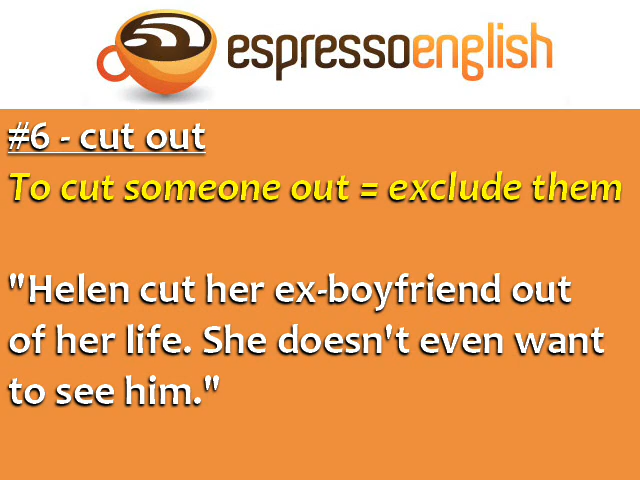 espressoenglish
#6 - cut out
To cut someone out = exclude them
"Helen cut her ex-boyfriend out
of her life. She doesn't even want
to see him."